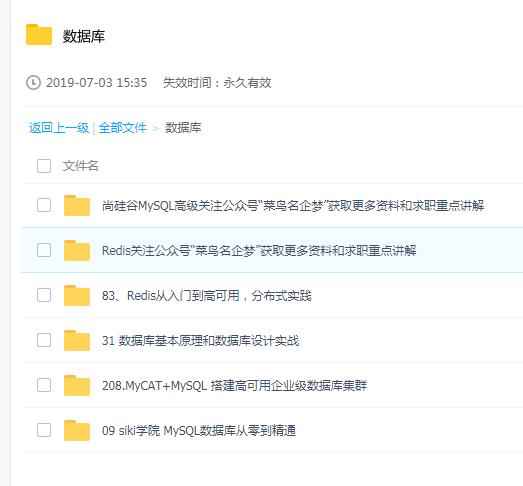 数据库
2019-07-03 15:35 失效时间：永久有效
返回上一级 | 全部文件 > 数据库
文件名
尚硅谷MySQL高级关注公众号“菜鸟名企梦”获取更多资料和求职重点讲解
Redis关注公众号“菜鸟名企梦”获取更多资料和求职重点讲解
83、Redis从入门到高可用，分布式实践
31 数据库基本原理和数据库设计实战
208.MyCAT+MySQL 搭建高可用企业级数据库集群
09 siki学院 MySQL数据库从零到精通